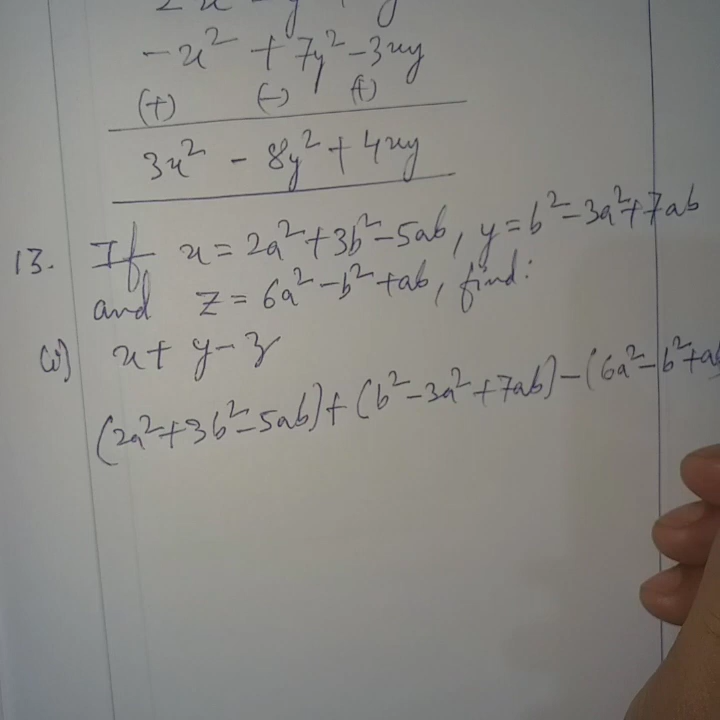 - x² + 7y² - 3xy
(+) (-) (+)
3x² - 8y² + 4xy
13. If x = 2a² + 3b² - 5ab, y = b² - 3a² + 7ab
and z = 6a² - b² + ab, find:
(i) x + y - z
(2a² + 3b² - 5ab) + (b² - 3a² + 7ab) - (6a² - b² + ab